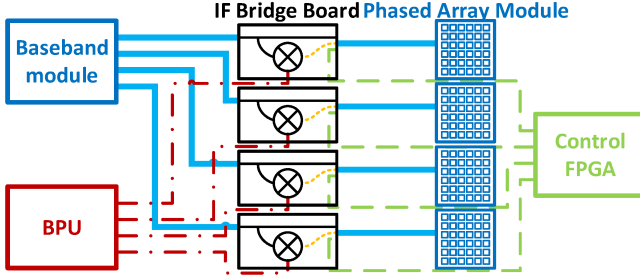 IF Bridge Board Phased Array Module
Baseband
module
Control
FPGA
BPU